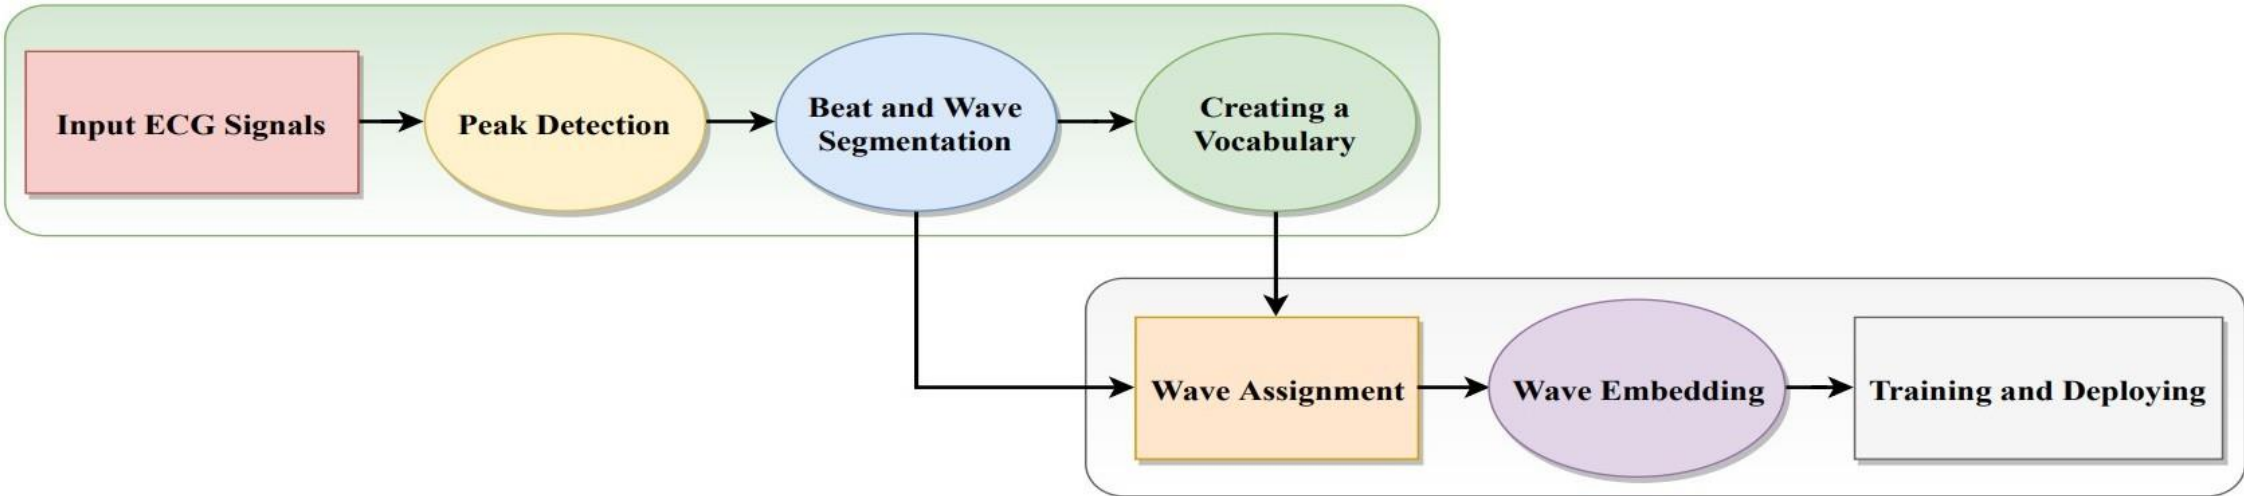 Input ECG Signals
Peak Detection
Beat and Wave
Segmentation
Creating a
Vocabulary
Wave Assignment
Wave Embedding
Training and Deploying